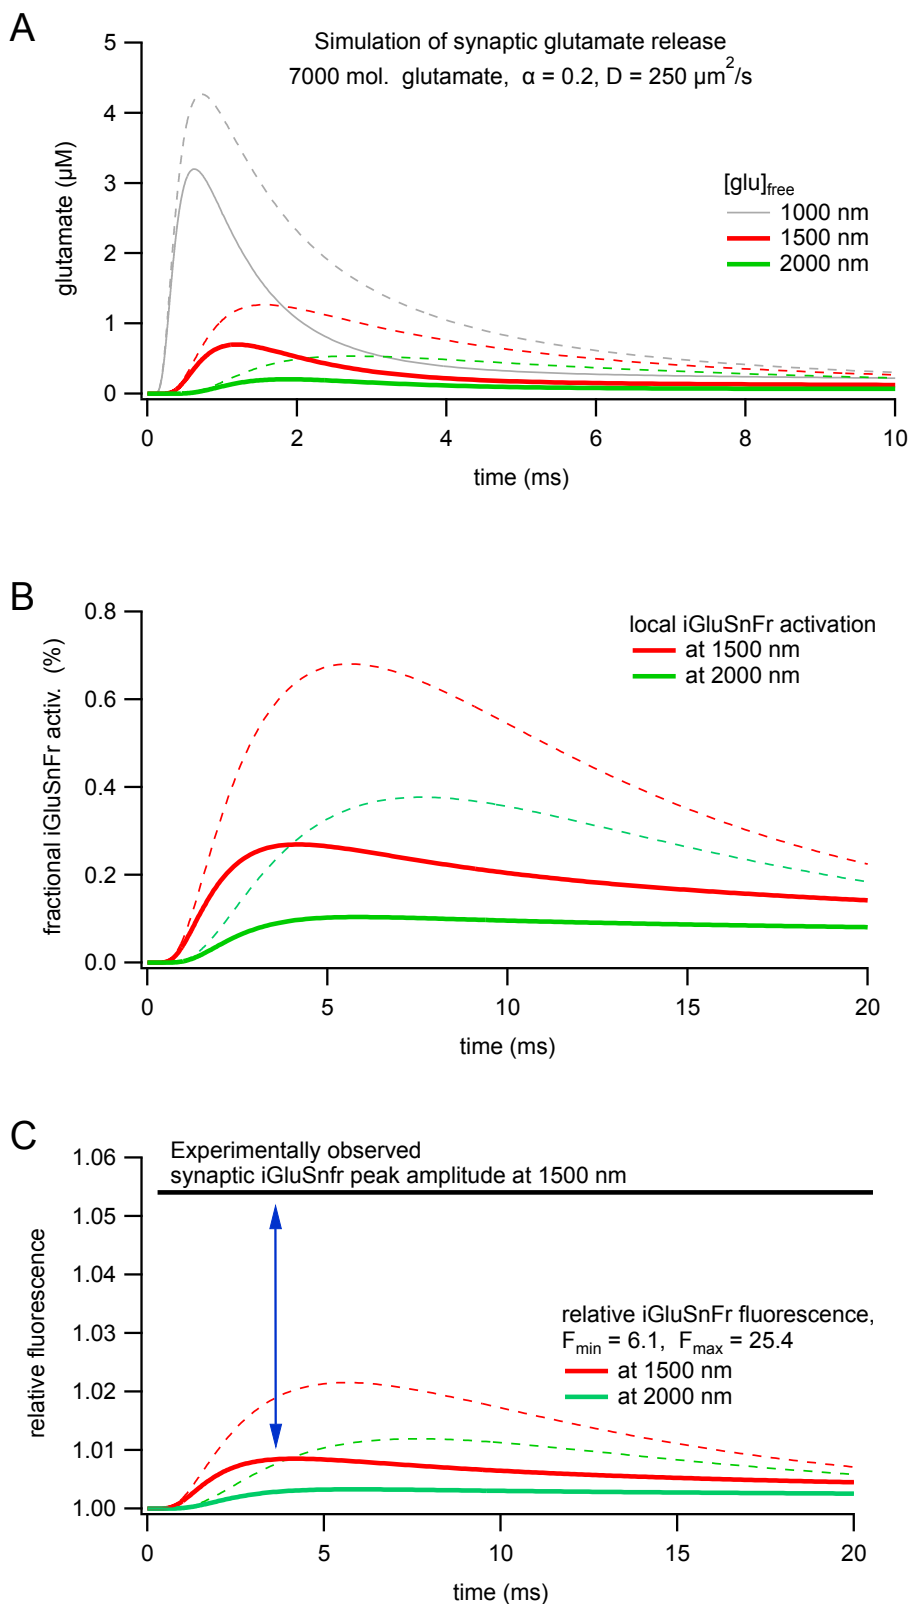 A
Simulation of synaptic glutamate release
7000 mol. glutamate, α = 0.2, D = 250 µm²/s
5
4
3
2
1
0
glutamate (µM)
[glu]free
1000 nm
1500 nm
2000 nm
0 2 4 6 8 10
time (ms)
B
0.8
0.6
0.4
0.2
0.0
fractional iGluSnFr activ. (%)
local iGluSnFr activation
at 1500 nm
at 2000 nm
0 5 10 15 20
time (ms)
C
Experimentally observed
synaptic iGluSnfr peak amplitude at 1500 nm
1.06
1.05
1.04
1.03
1.02
1.01
1.00
relative fluorescence
relative iGluSnFr fluorescence,
Fmin = 6.1, Fmax = 25.4
at 1500 nm
at 2000 nm
0 5 10 15 20
time (ms)